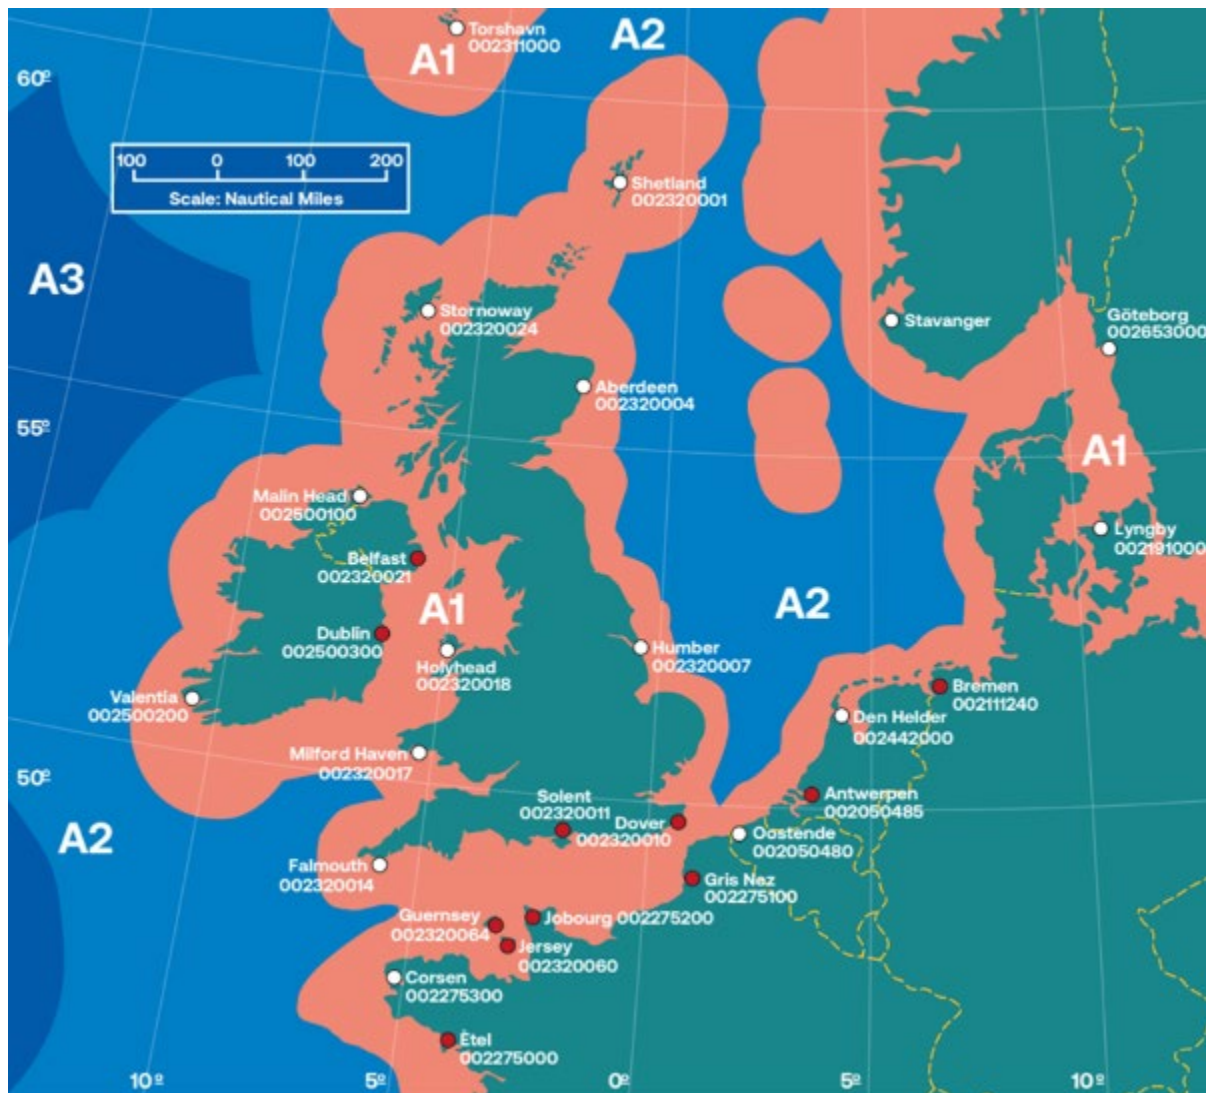 Torshavn
002311000
A1
A2
60º
100 0 100 200
Scale: Nautical Miles
Shetland
002320001
A3
Stornoway
002320024
Stavanger
Göteborg
002653000
Aberdeen
002320004
55º
A1
Malin Head
002500100
Lyngby
002191000
Belfast
002320021
A1
A2
Dublin
002500300
Holyhead
002320018
Humber
002320007
Valentia
002500200
Bremen
002111240
Den Helder
002442000
Milford Haven
002320017
50º
Solent
002320011
Dover
002320010
Antwerpen
002050485
Oostende
002050480
A2
Falmouth
002320014
Gris Nez
002275100
Guernsey
002320064
Jobourg 002275200
Jersey
002320060
Corsen
002275300
Etel
002275000
10º 5º 0º 5º 10º